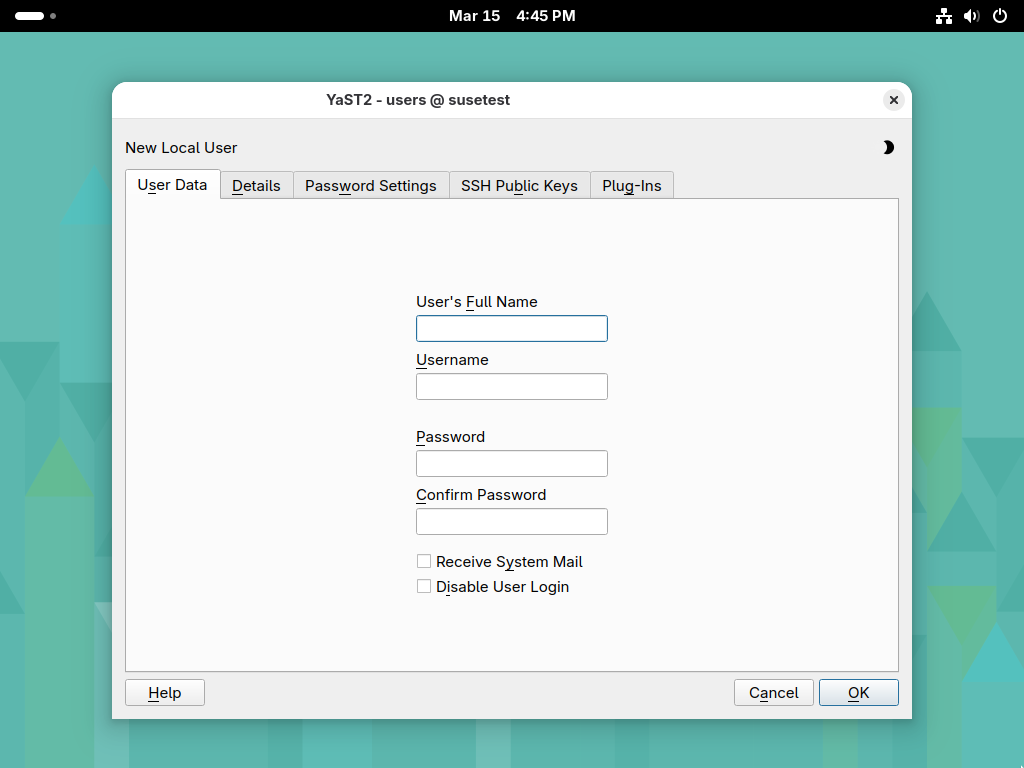 Mar 15 4:45 PM
YaST2 - users @ susetest
New Local User
User Data Details Password Settings SSH Public Keys Plug-Ins
User's Full Name
Username
Password
Confirm Password
Receive System Mail
Disable User Login
Help Cancel OK